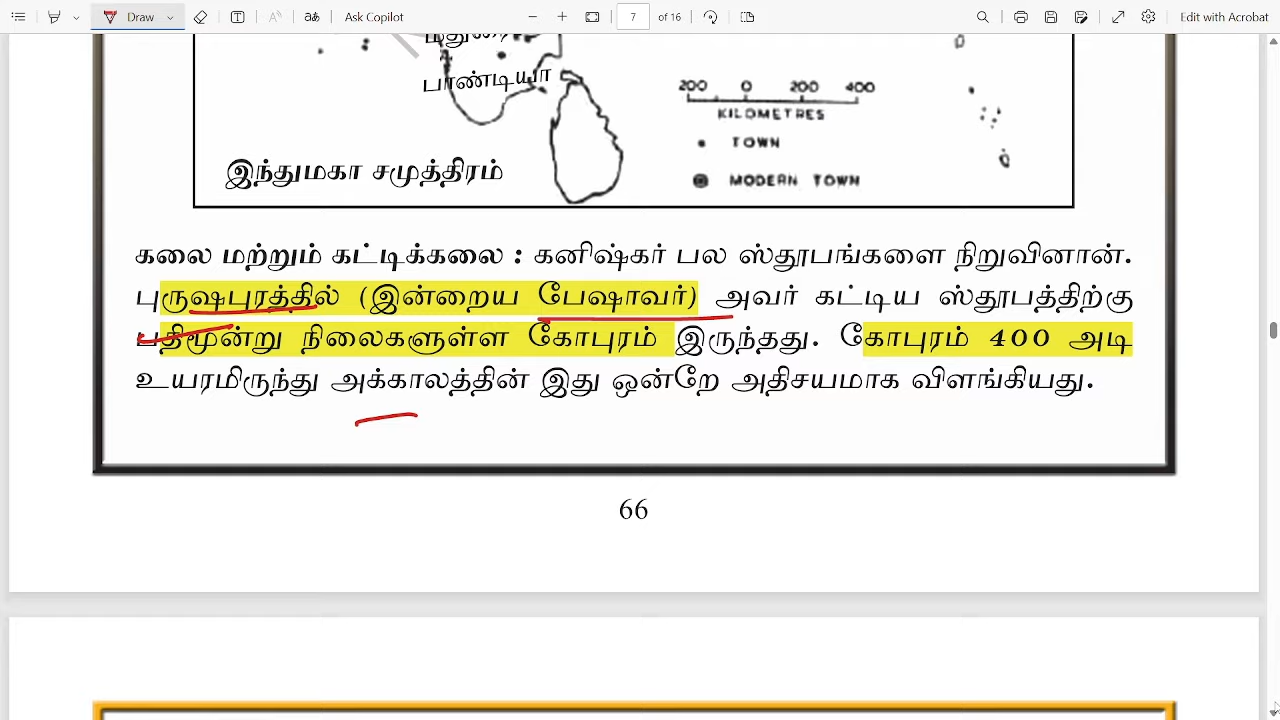 Draw
Ask Copilot
7 of 16
Edit with Acrobat
மதுரை
பாண்டியா
200 0 200 400
KILOMETRES
TOWN
இந்துமகா சமுத்திரம்
MODERN TOWN
கலை மற்றும் கட்டிக்கலை : கனிஷ்கர் பல ஸ்தூபங்களை நிறுவினான்.
புருஷபுரத்தில் (இன்றைய பேஷாவர்) அவர் கட்டிய ஸ்தூபத்திற்கு
பதிமூன்று நிலைகளுள்ள கோபுரம் இருந்தது. கோபுரம் 400 அடி
உயரமிருந்து அக்காலத்தின் இது ஒன்றே அதிசயமாக விளங்கியது.
66